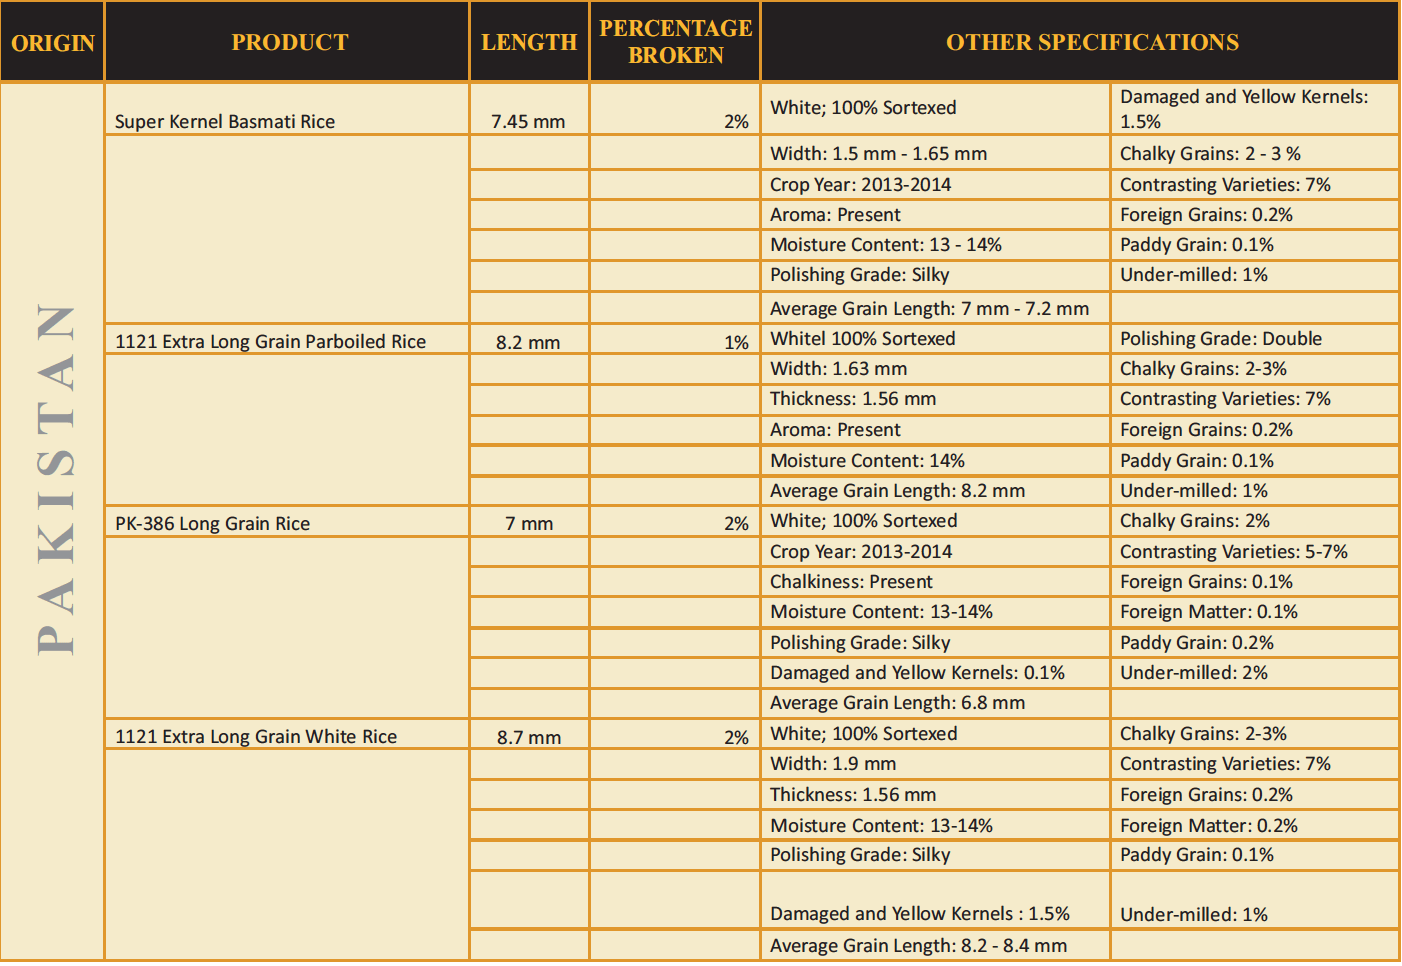 ORIGIN PRODUCT LENGTH PERCENTAGE BROKEN OTHER SPECIFICATIONS
PAKISTAN
Super Kernel Basmati Rice 7.45 mm 2% White; 100% Sortexed Damaged and Yellow Kernels: 1.5%
Width: 1.5 mm - 1.65 mm Chalky Grains: 2 - 3 %
Crop Year: 2013-2014 Contrasting Varieties: 7%
Aroma: Present Foreign Grains: 0.2%
Moisture Content: 13 - 14% Paddy Grain: 0.1%
Polishing Grade: Silky Under-milled: 1%
Average Grain Length: 7 mm - 7.2 mm
1121 Extra Long Grain Parboiled Rice 8.2 mm 1% Whitel 100% Sortexed Polishing Grade: Double
Width: 1.63 mm Chalky Grains: 2-3%
Thickness: 1.56 mm Contrasting Varieties: 7%
Aroma: Present Foreign Grains: 0.2%
Moisture Content: 14% Paddy Grain: 0.1%
Average Grain Length: 8.2 mm Under-milled: 1%
PK-386 Long Grain Rice 7 mm 2% White; 100% Sortexed Chalky Grains: 2%
Crop Year: 2013-2014 Contrasting Varieties: 5-7%
Chalkiness: Present Foreign Grains: 0.1%
Moisture Content: 13-14% Foreign Matter: 0.1%
Polishing Grade: Silky Paddy Grain: 0.2%
Damaged and Yellow Kernels: 0.1% Under-milled: 2%
Average Grain Length: 6.8 mm
1121 Extra Long Grain White Rice 8.7 mm 2% White; 100% Sortexed Chalky Grains: 2-3%
Width: 1.9 mm Contrasting Varieties: 7%
Thickness: 1.56 mm Foreign Grains: 0.2%
Moisture Content: 13-14% Foreign Matter: 0.2%
Polishing Grade: Silky Paddy Grain: 0.1%
Damaged and Yellow Kernels : 1.5% Under-milled: 1%
Average Grain Length: 8.2 - 8.4 mm